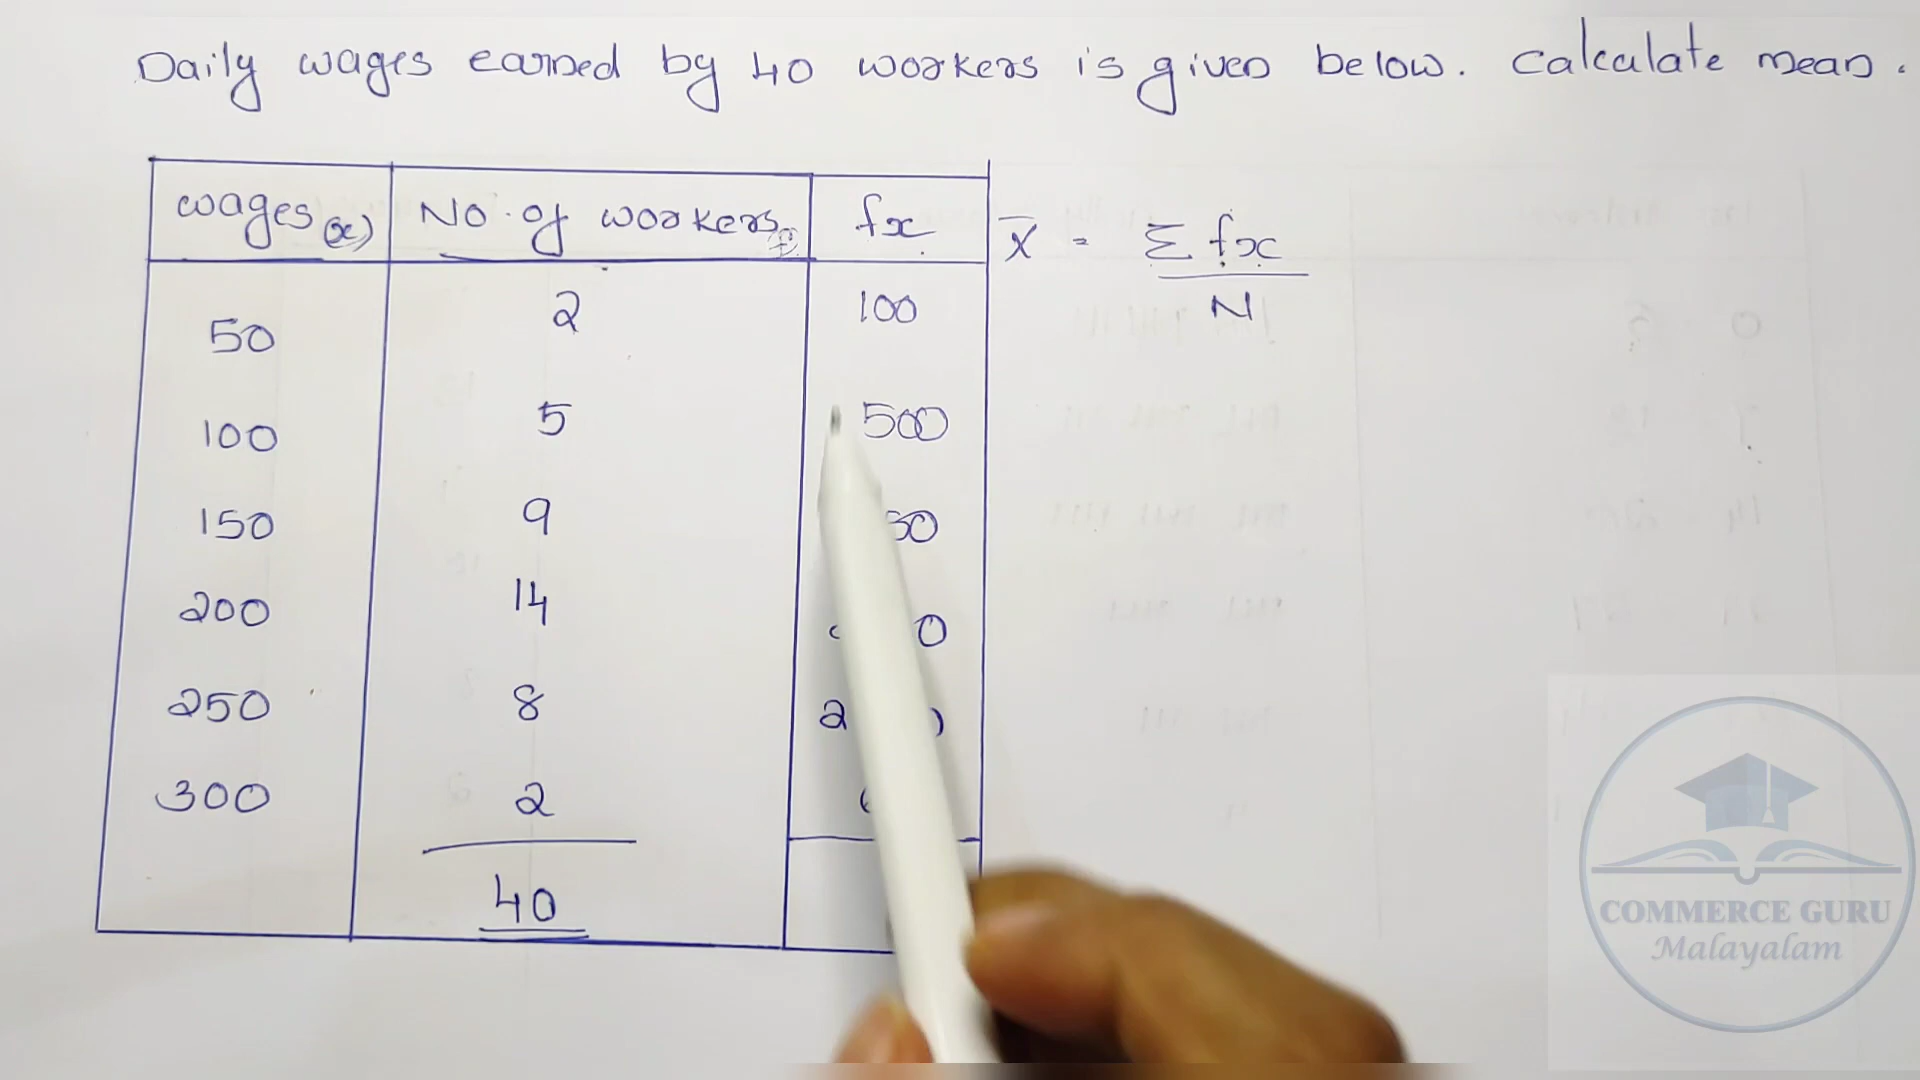 Daily wages earned by 40 workers is given below. Calculate mean.
wages (x) No. of workers (f) fx
x̄ = Σfx
N
50 2 100
100 5 500
150 9
200 14
250 8
300 2
40
COMMERCE GURU
Malayalam